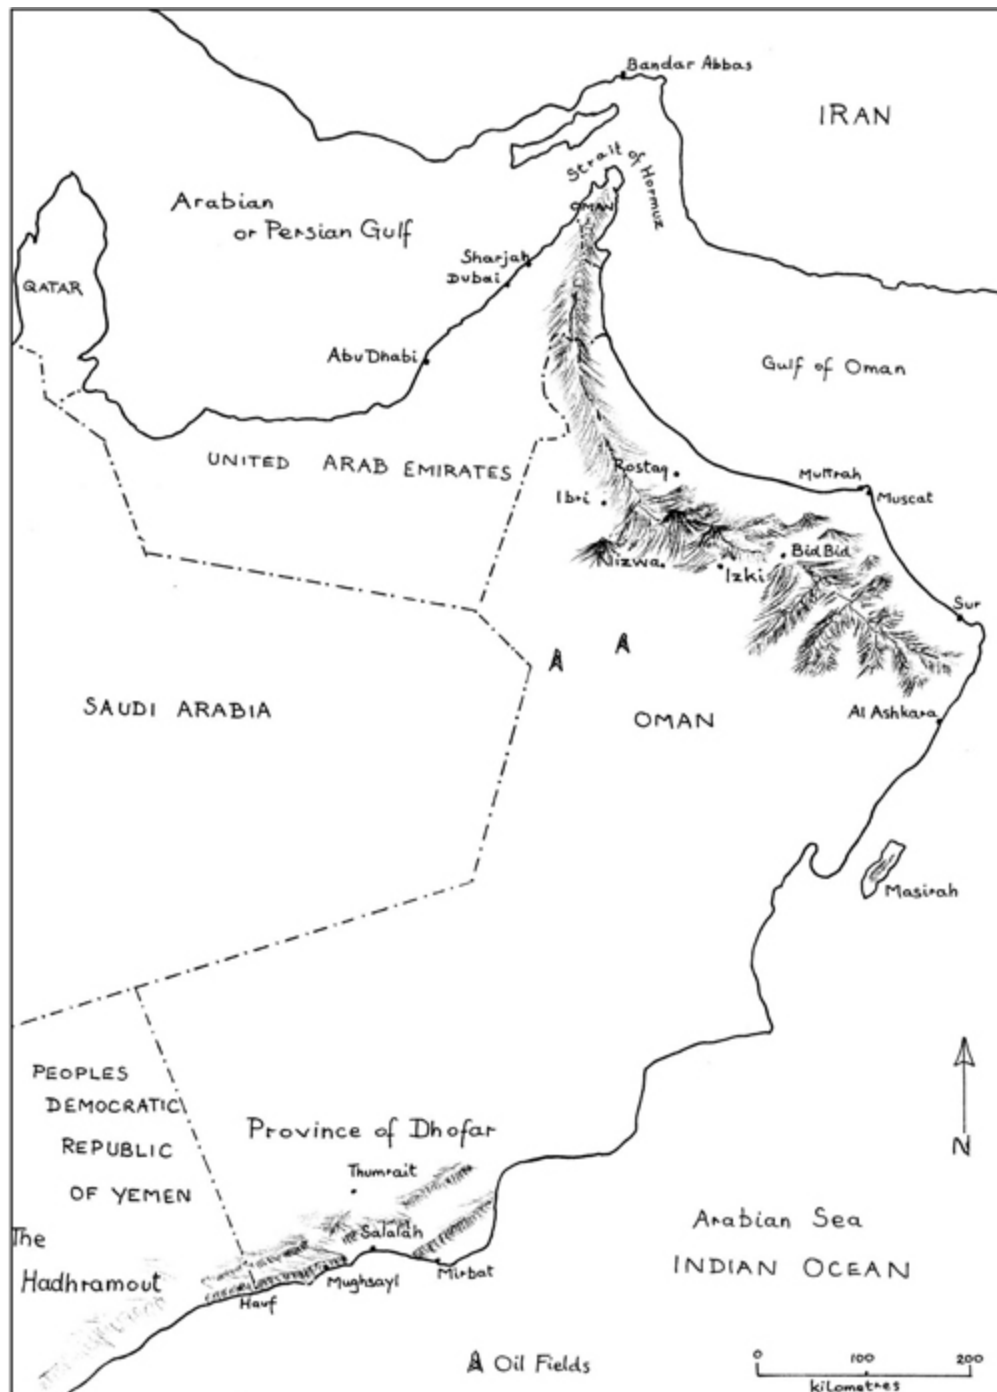 Bandar Abbas
IRAN
Strait of Hormuz
OMAN
Arabian
or Persian Gulf
Sharjah
Dubai
QATAR
Abu Dhabi
Gulf of Oman
UNITED ARAB EMIRATES
Rostaq
Muttrah
Muscat
Ibri
Bid Bid
Nizwa
Izki
Sur
SAUDI ARABIA
OMAN
Al Ashkara
Masirah
PEOPLES
DEMOCRATIC
REPUBLIC
OF YEMEN
Province of Dhofar
Thumrait
The
Hadhramout
Salalah
Mughsayl
Mirbat
Hauf
N
Arabian Sea
INDIAN OCEAN
Oil Fields
0 100 200
kilometres